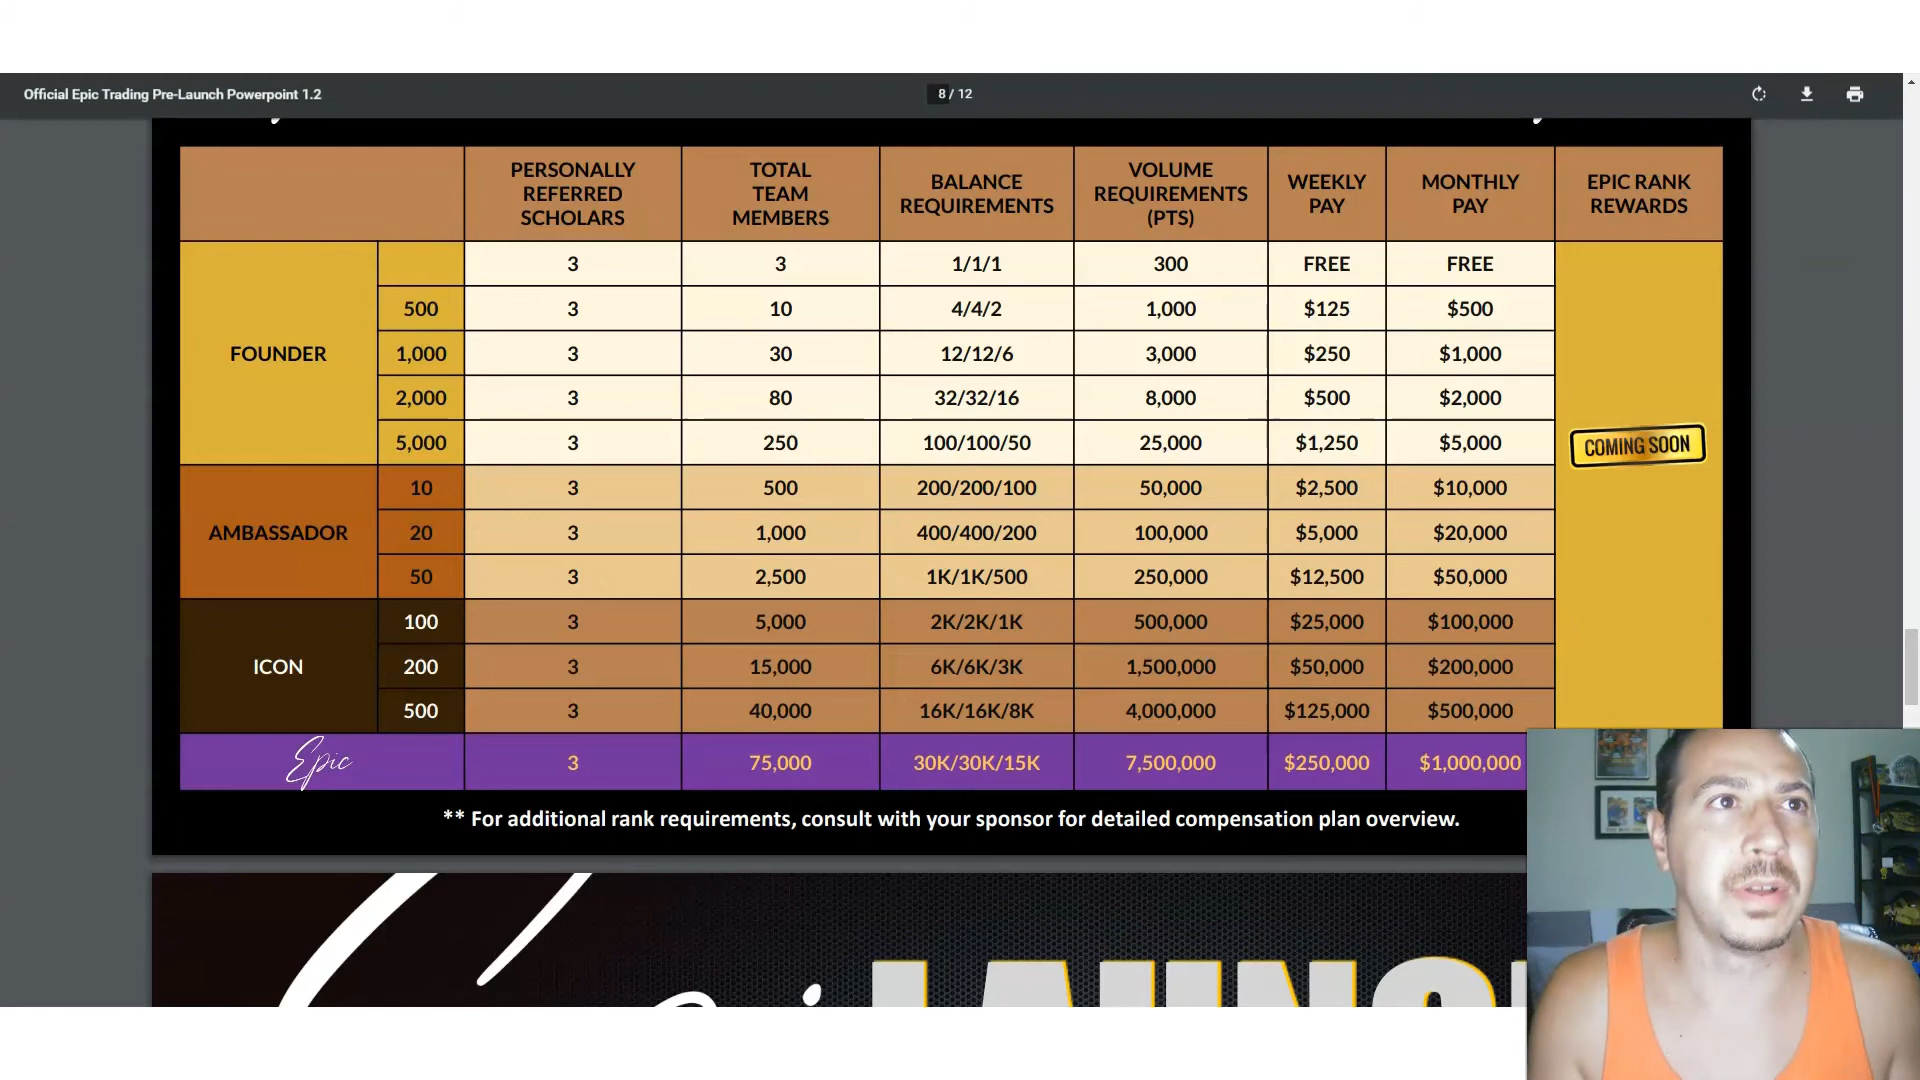 Official Epic Trading Pre-Launch Powerpoint 1.2
8 / 12
PERSONALLY REFERRED SCHOLARS TOTAL TEAM MEMBERS BALANCE REQUIREMENTS VOLUME REQUIREMENTS (PTS) WEEKLY PAY MONTHLY PAY EPIC RANK REWARDS
3 3 1/1/1 300 FREE FREE
500 3 10 4/4/2 1,000 $125 $500
FOUNDER 1,000 3 30 12/12/6 3,000 $250 $1,000
2,000 3 80 32/32/16 8,000 $500 $2,000
5,000 3 250 100/100/50 25,000 $1,250 $5,000 COMING SOON
10 3 500 200/200/100 50,000 $2,500 $10,000
AMBASSADOR 20 3 1,000 400/400/200 100,000 $5,000 $20,000
50 3 2,500 1K/1K/500 250,000 $12,500 $50,000
100 3 5,000 2K/2K/1K 500,000 $25,000 $100,000
ICON 200 3 15,000 6K/6K/3K 1,500,000 $50,000 $200,000
500 3 40,000 16K/16K/8K 4,000,000 $125,000 $500,000
Epic 3 75,000 30K/30K/15K 7,500,000 $250,000 $1,000,000
** For additional rank requirements, consult with your sponsor for detailed compensation plan overview.